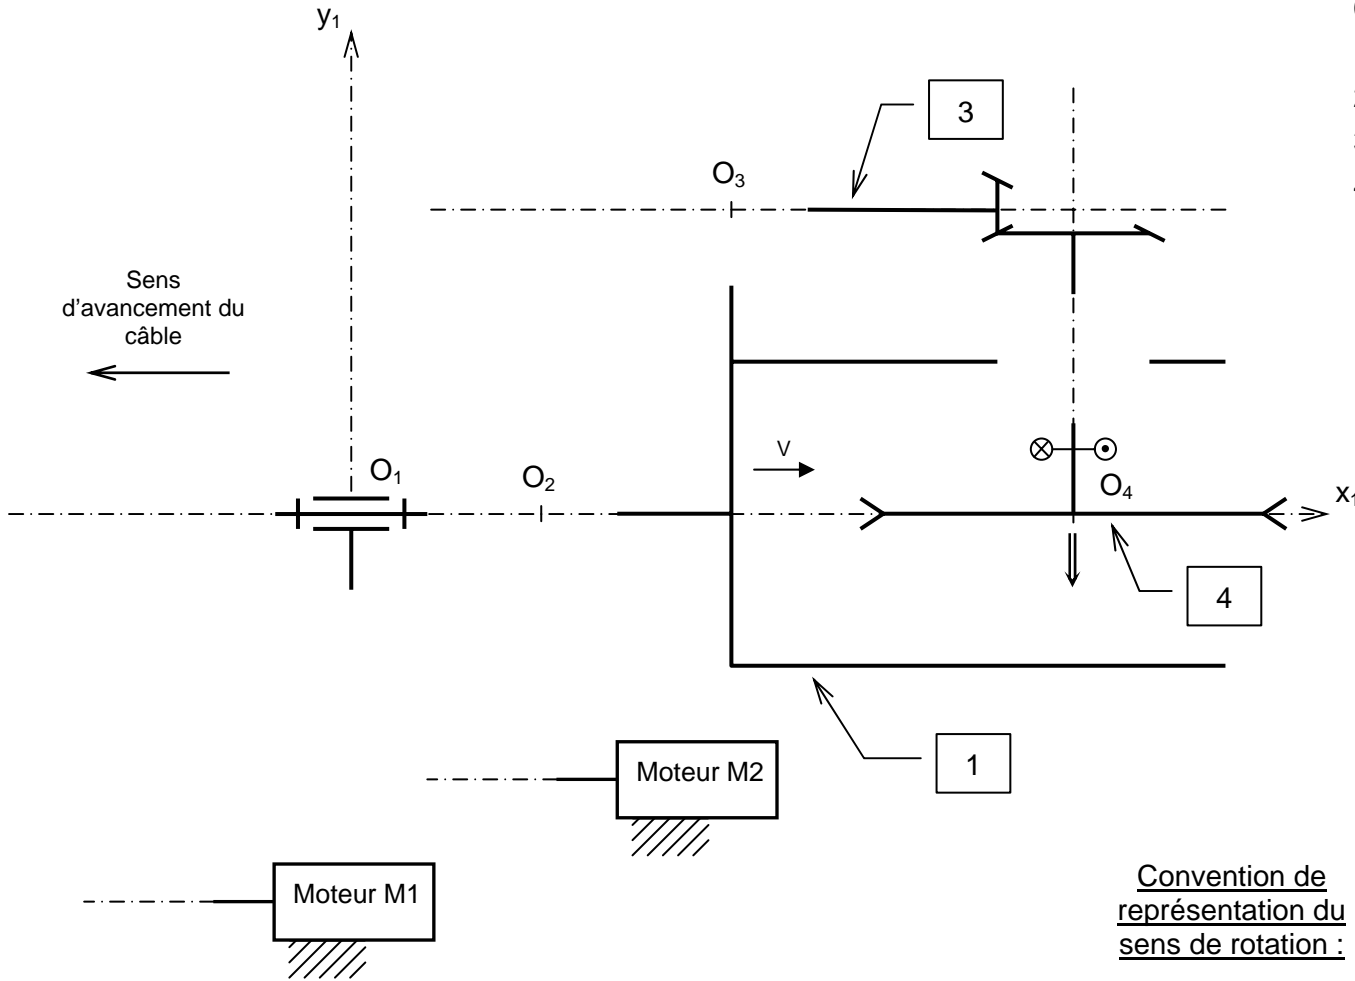 y₁
3
O₃
Sens
d’avancement du
câble
V
O₁
O₂
O₄
x₁
4
Moteur M2
1
Moteur M1
Convention de
représentation du
sens de rotation :